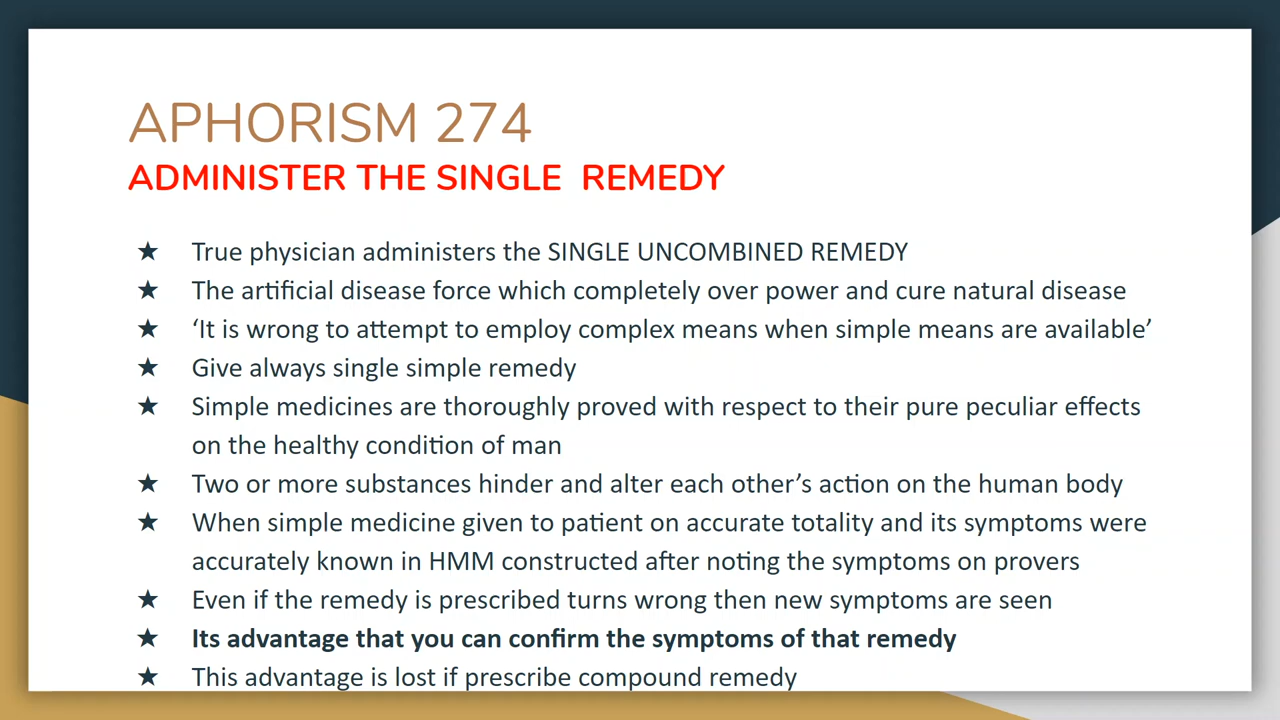 APHORISM 274
ADMINISTER THE SINGLE  REMEDY
★ True physician administers the SINGLE UNCOMBINED REMEDY
★ The artificial disease force which completely over power and cure natural disease
★ ‘It is wrong to attempt to employ complex means when simple means are available’
★ Give always single simple remedy
★ Simple medicines are thoroughly proved with respect to their pure peculiar effects
on the healthy condition of man
★ Two or more substances hinder and alter each other’s action on the human body
★ When simple medicine given to patient on accurate totality and its symptoms were
accurately known in HMM constructed after noting the symptoms on provers
★ Even if the remedy is prescribed turns wrong then new symptoms are seen
★ Its advantage that you can confirm the symptoms of that remedy
★ This advantage is lost if prescribe compound remedy